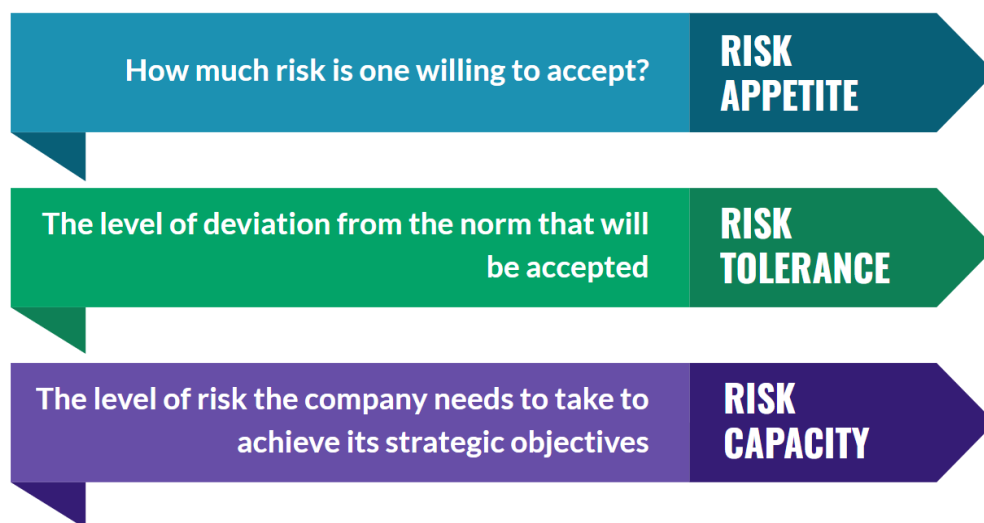 How much risk is one willing to accept?
RISK
APPETITE
The level of deviation from the norm that will
be accepted
RISK
TOLERANCE
The level of risk the company needs to take to
achieve its strategic objectives
RISK
CAPACITY